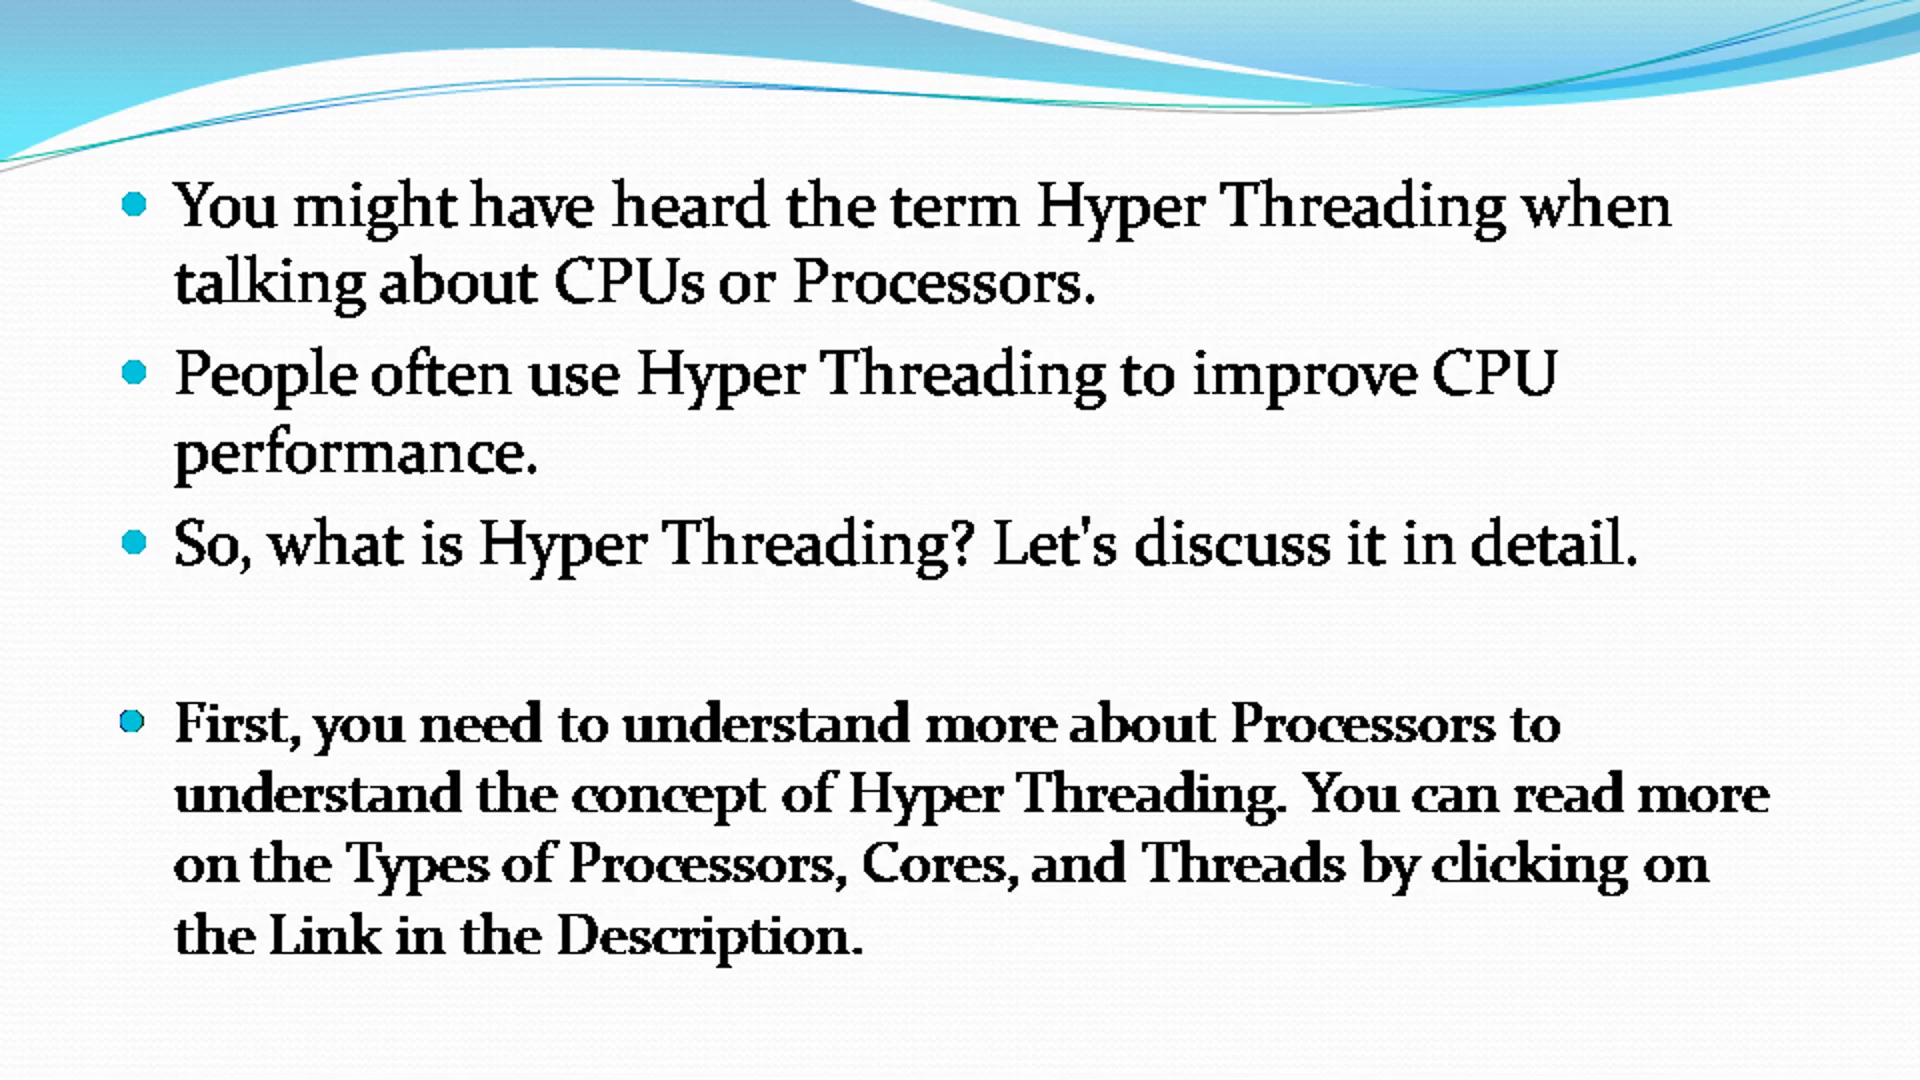 You might have heard the term Hyper Threading when
talking about CPUs or Processors.
People often use Hyper Threading to improve CPU
performance.
So, what is Hyper Threading? Let's discuss it in detail.
First, you need to understand more about Processors to
understand the concept of Hyper Threading. You can read more
on the Types of Processors, Cores, and Threads by clicking on
the Link in the Description.